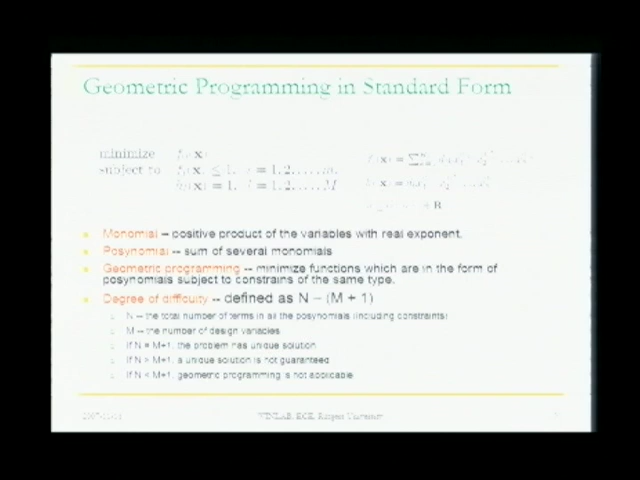 Geometric Programming in Standard Form
minimize
subject to
Monomial -- positive product of the variables with real exponent.
Posynomial -- sum of several monomials
Geometric programming -- minimize functions which are in the form of
posynomials subject to constrains of the same type.
Degree of difficulty -- defined as N – (M + 1)
N – the total number of terms in all the posynomials (including constraints)
M – the number of design variables
If N = M+1, the problem has unique solution
If N > M+1, a unique solution is not guaranteed
If N < M+1, geometric programming is not applicable
WINLAB, ECE, Rutgers University